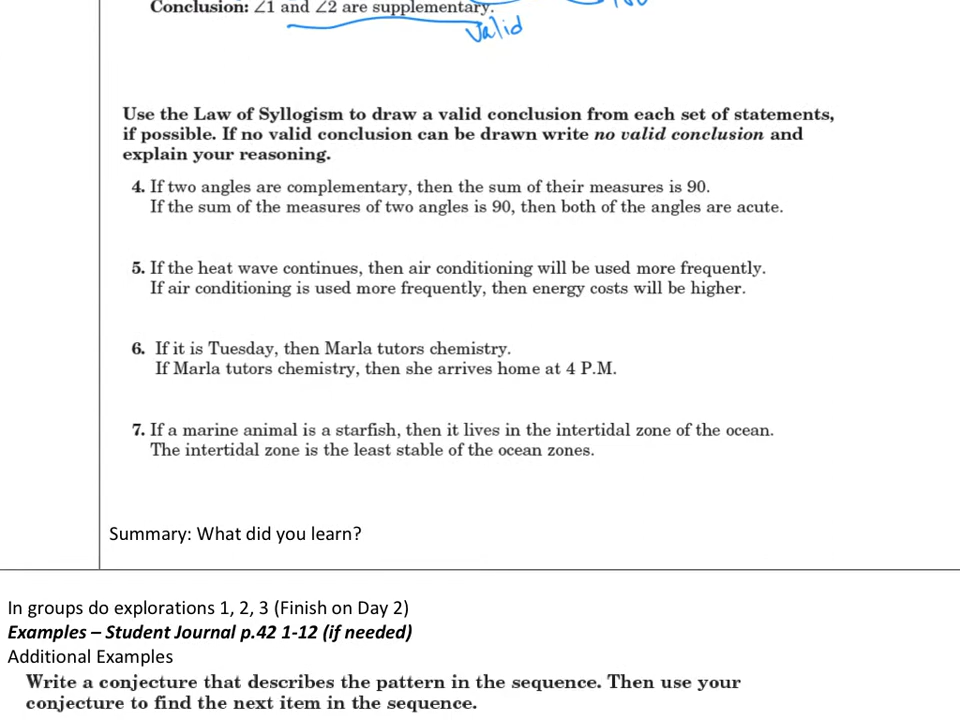 Conclusion: ∠1 and ∠2 are supplementary.
Valid
Use the Law of Syllogism to draw a valid conclusion from each set of statements,
if possible. If no valid conclusion can be drawn write no valid conclusion and
explain your reasoning.
4. If two angles are complementary, then the sum of their measures is 90.
If the sum of the measures of two angles is 90, then both of the angles are acute.
5. If the heat wave continues, then air conditioning will be used more frequently.
If air conditioning is used more frequently, then energy costs will be higher.
6. If it is Tuesday, then Marla tutors chemistry.
If Marla tutors chemistry, then she arrives home at 4 P.M.
7. If a marine animal is a starfish, then it lives in the intertidal zone of the ocean.
The intertidal zone is the least stable of the ocean zones.
Summary: What did you learn?
In groups do explorations 1, 2, 3 (Finish on Day 2)
Examples – Student Journal p.42 1-12 (if needed)
Additional Examples
Write a conjecture that describes the pattern in the sequence. Then use your
conjecture to find the next item in the sequence.